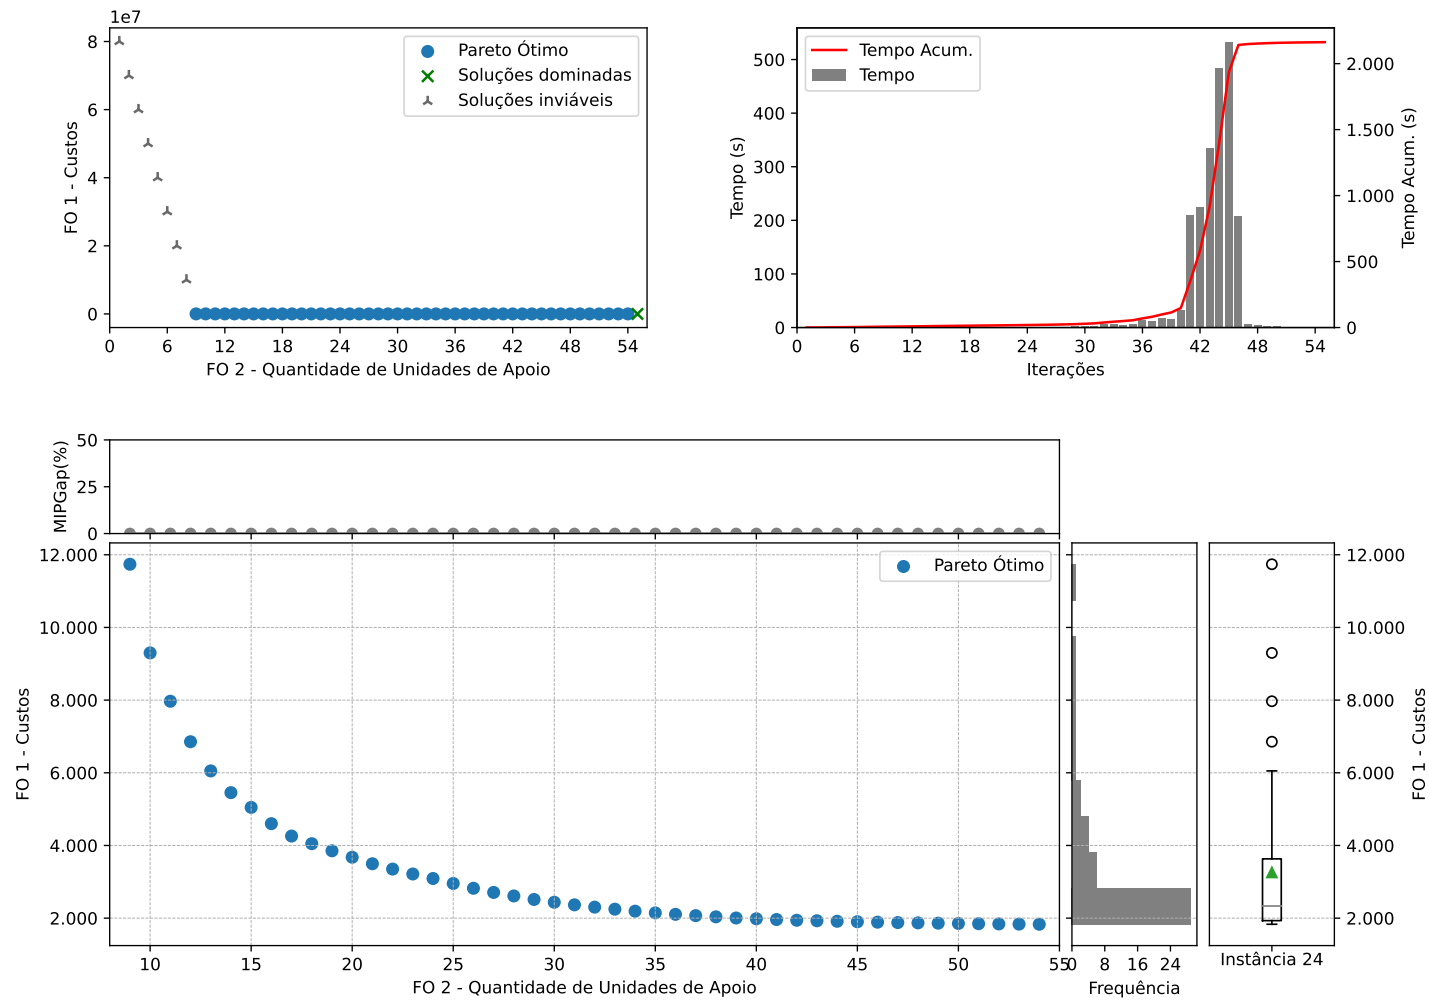 1e7
8
6
4
2
0
FO 1 - Custos
0 6 12 18 24 30 36 42 48 54
FO 2 - Quantidade de Unidades de Apoio
Pareto Ótimo
Soluções dominadas
Soluções inviáveis
500
400
300
200
100
0
Tempo (s)
0 6 12 18 24 30 36 42 48 54
Iterações
Tempo Acum.
Tempo
2.000
1.500
1.000
500
0
Tempo Acum. (s)
50
25
0
MIPGap(%)
12.000
10.000
8.000
6.000
4.000
2.000
FO 1 - Custos
10 15 20 25 30 35 40 45 50 55
FO 2 - Quantidade de Unidades de Apoio
Pareto Ótimo
0 8 16 24
Frequência
Instância 24
12.000
10.000
8.000
6.000
4.000
2.000
FO 1 - Custos